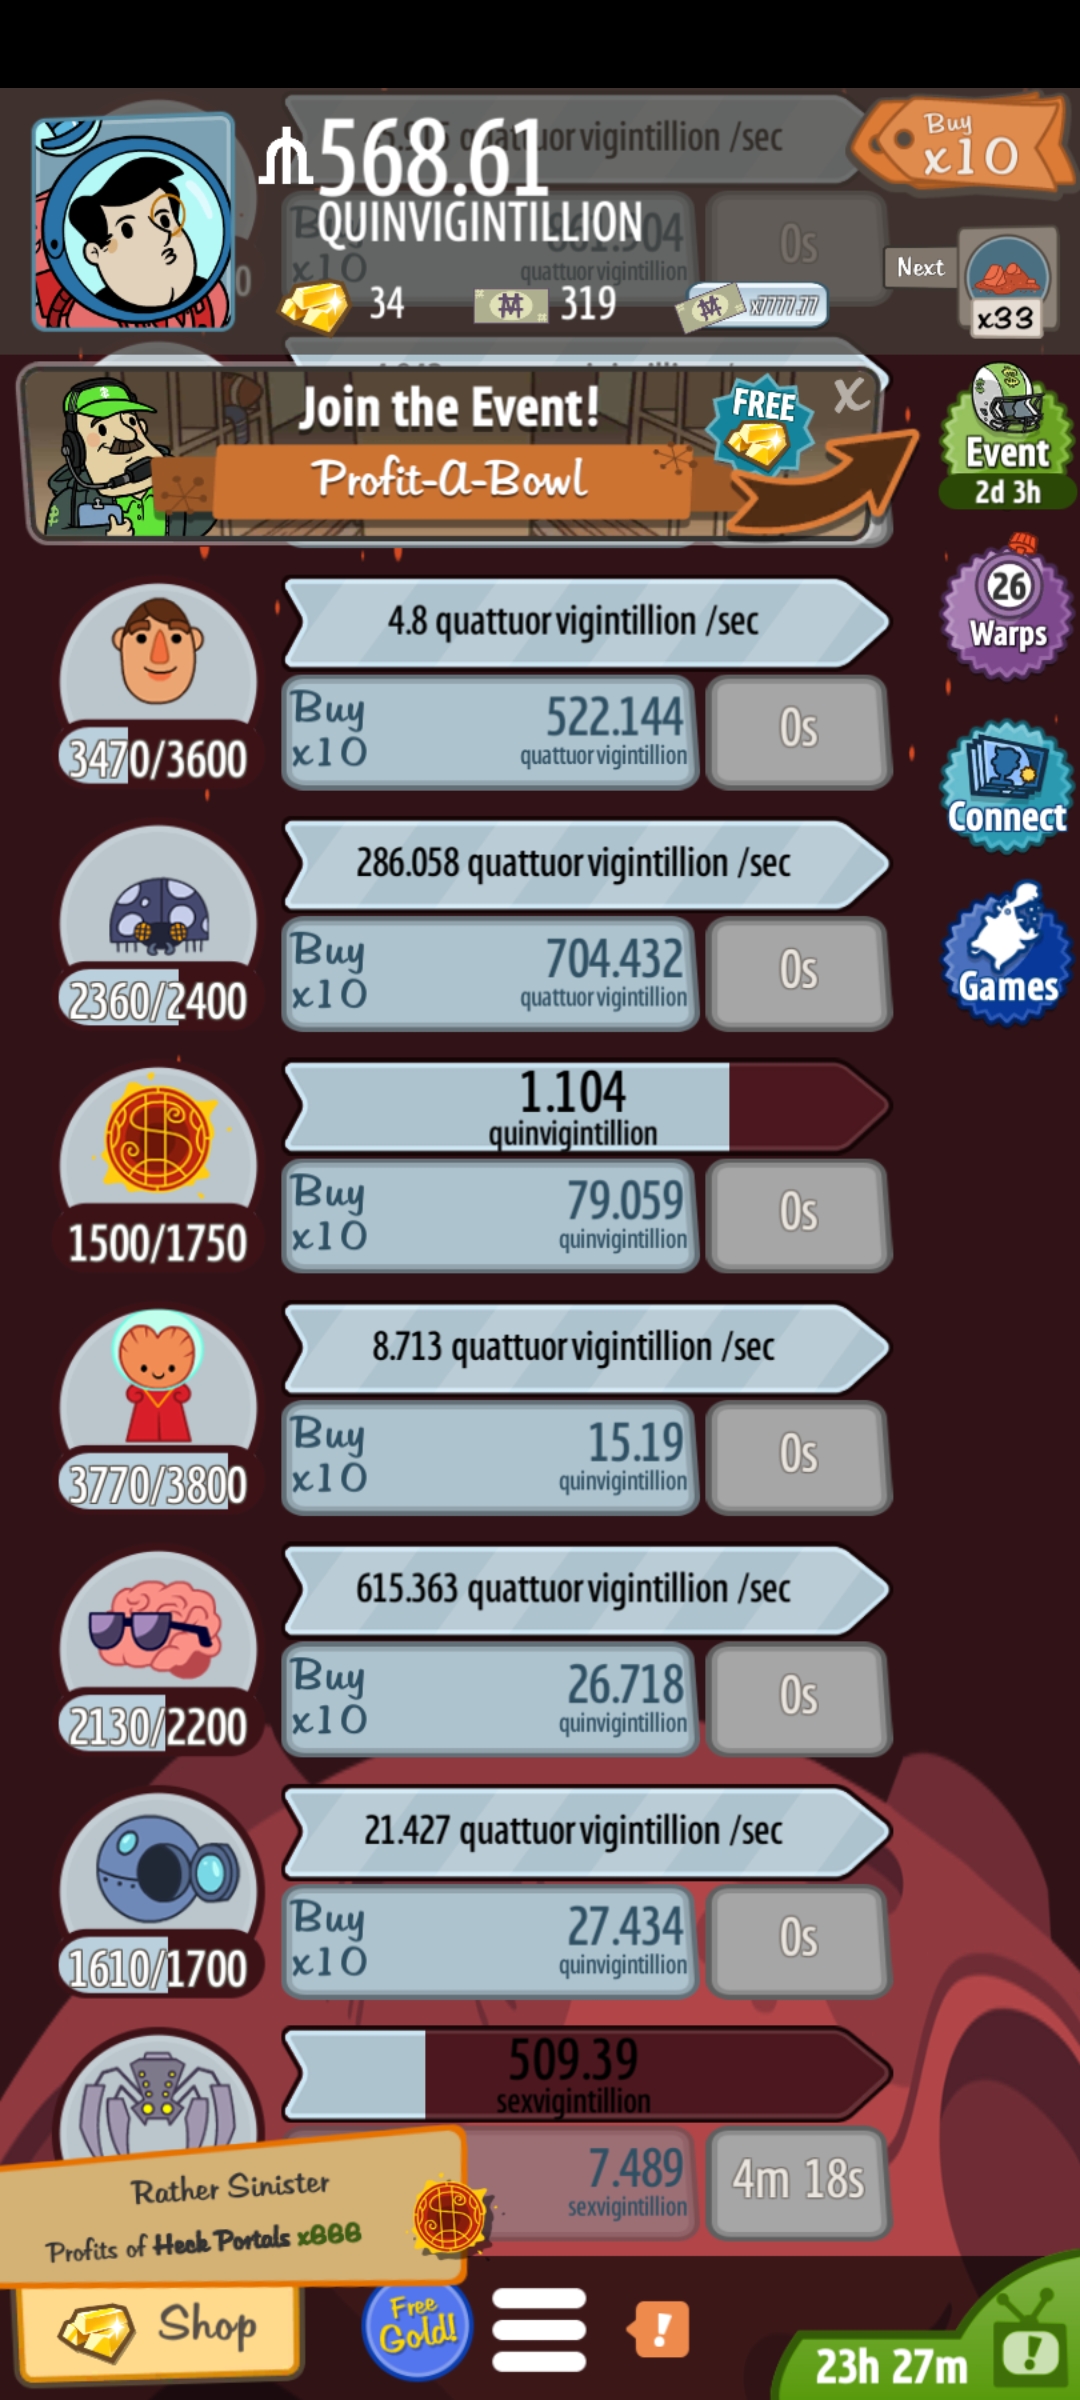 quattuorvigintillion /sec
₥568.61
QUINVIGINTILLION
Buy
x10
Buy
x10
quattuorvigintillion
0s
34
319
x7777.77
Next
x33
Join the Event!
Profit-A-Bowl
FREE
X
Event
2d 3h
4.8 quattuorvigintillion /sec
26
Warps
Buy
x10
522.144
quattuorvigintillion
0s
3470/3600
Connect
286.058 quattuorvigintillion /sec
Buy
x10
704.432
quattuorvigintillion
0s
2360/2400
Games
1.104
quinvigintillion
Buy
x10
79.059
quinvigintillion
0s
1500/1750
8.713 quattuorvigintillion /sec
Buy
x10
15.19
quinvigintillion
0s
3770/3800
615.363 quattuorvigintillion /sec
Buy
x10
26.718
quinvigintillion
0s
2130/2200
21.427 quattuorvigintillion /sec
Buy
x10
27.434
quinvigintillion
0s
1610/1700
509.39
sexvigintillion
7.489
sexvigintillion
4m 18s
Rather Sinister
Profits of Heck Portals x666
Shop
Free
Gold!
!
23h 27m
!